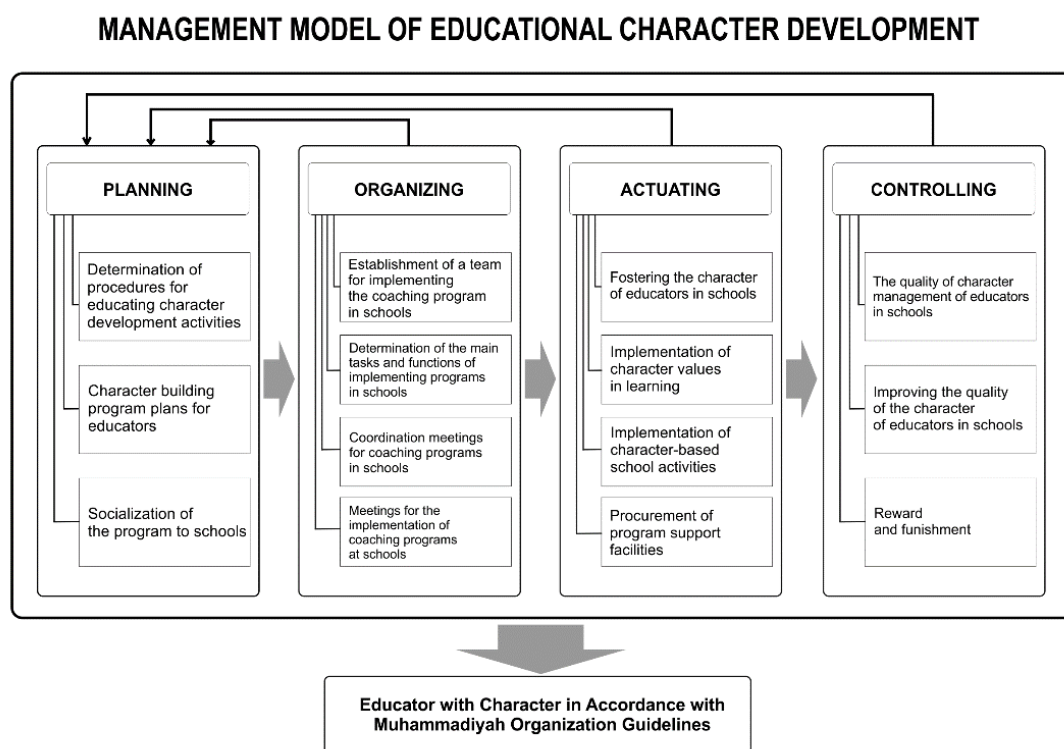 MANAGEMENT MODEL OF EDUCATIONAL CHARACTER DEVELOPMENT
PLANNING
Determination of
procedures for
educating character
development activities
Character building
program plans for
educators
Socialization of
the program to schools
ORGANIZING
Establishment of a team
for implementing
the coaching program
in schools
Determination of the main
tasks and functions of
implementing programs
in schools
Coordination meetings
for coaching programs
in schools
Meetings for the
implementation of
coaching programs
at schools
ACTUATING
Fostering the character
of educators in schools
Implementation of
character values
in learning
Implementation of
character-based
school activities
Procurement of
program support
facilities
CONTROLLING
The quality of character
management of educators
in schools
Improving the quality
of the character
of educators in schools
Reward
and funishment
Educator with Character in Accordance with
Muhammadiyah Organization Guidelines